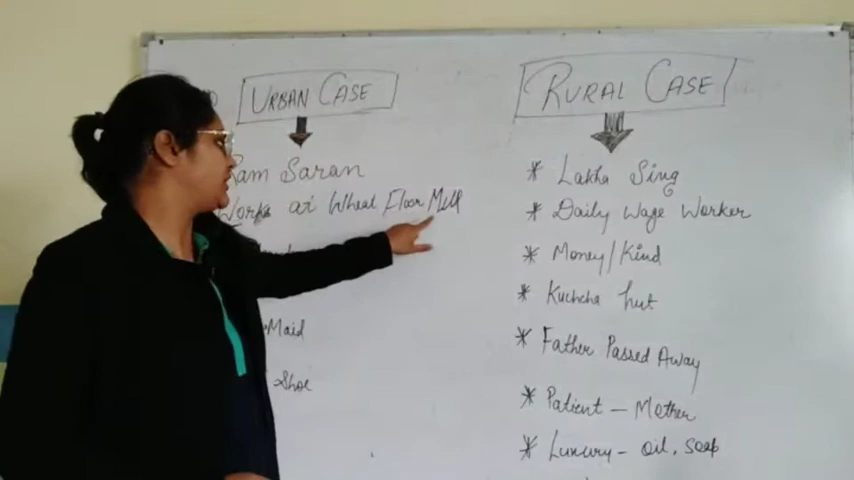 URBAN CASE
Ram Saran
Works at Wheat Floor Mill
Maid
Shoe
RURAL CASE
* Lakha Sing
* Daily Wage Worker
* Money/Kind
* Kuchcha hut
* Father Passed Away
* Patient - Mother
* Luxury - oil, soap